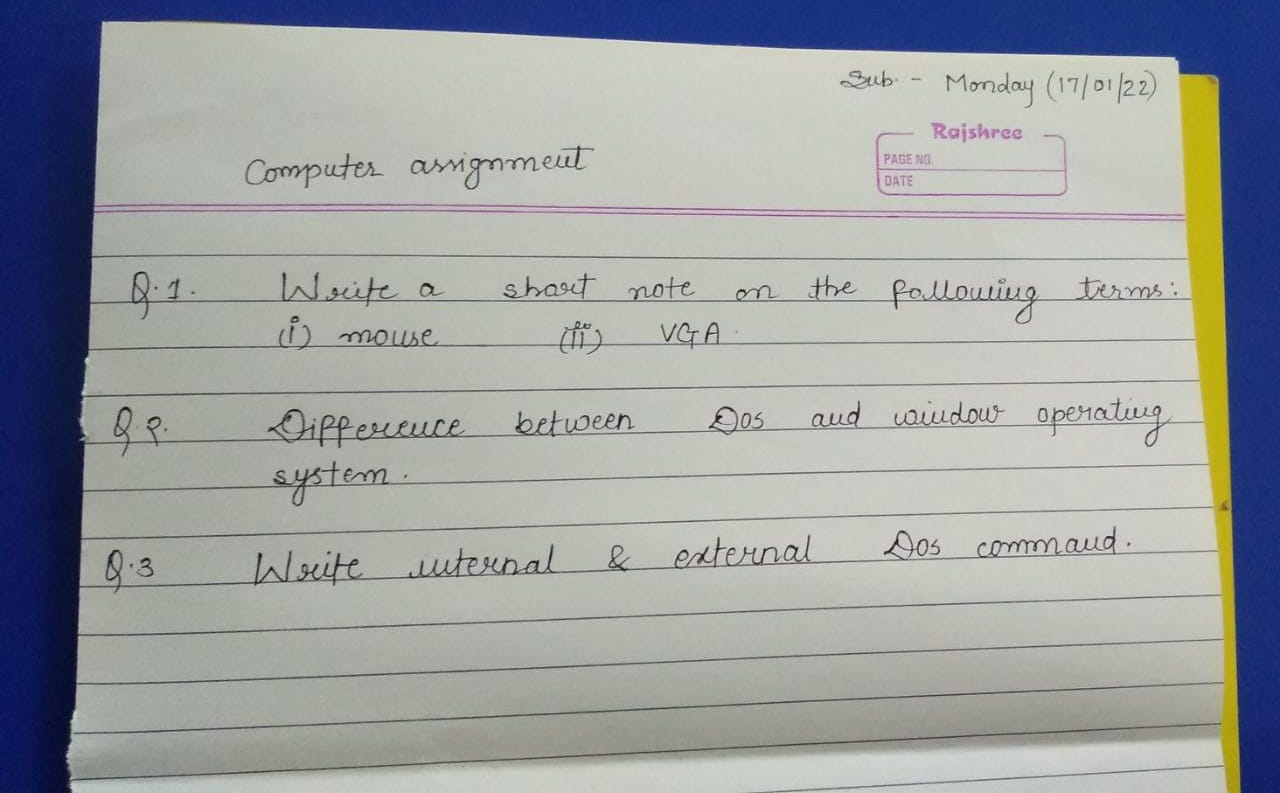 Sub. - Monday (17/01/22)
Rajshree
PAGE NO.
DATE
Computer assignment
Q.1. Write a short note on the following terms:
(i) mouse (ii) VGA.
Q.2. Difference between Dos and window operating
system.
Q.3 Write internal & external Dos command.